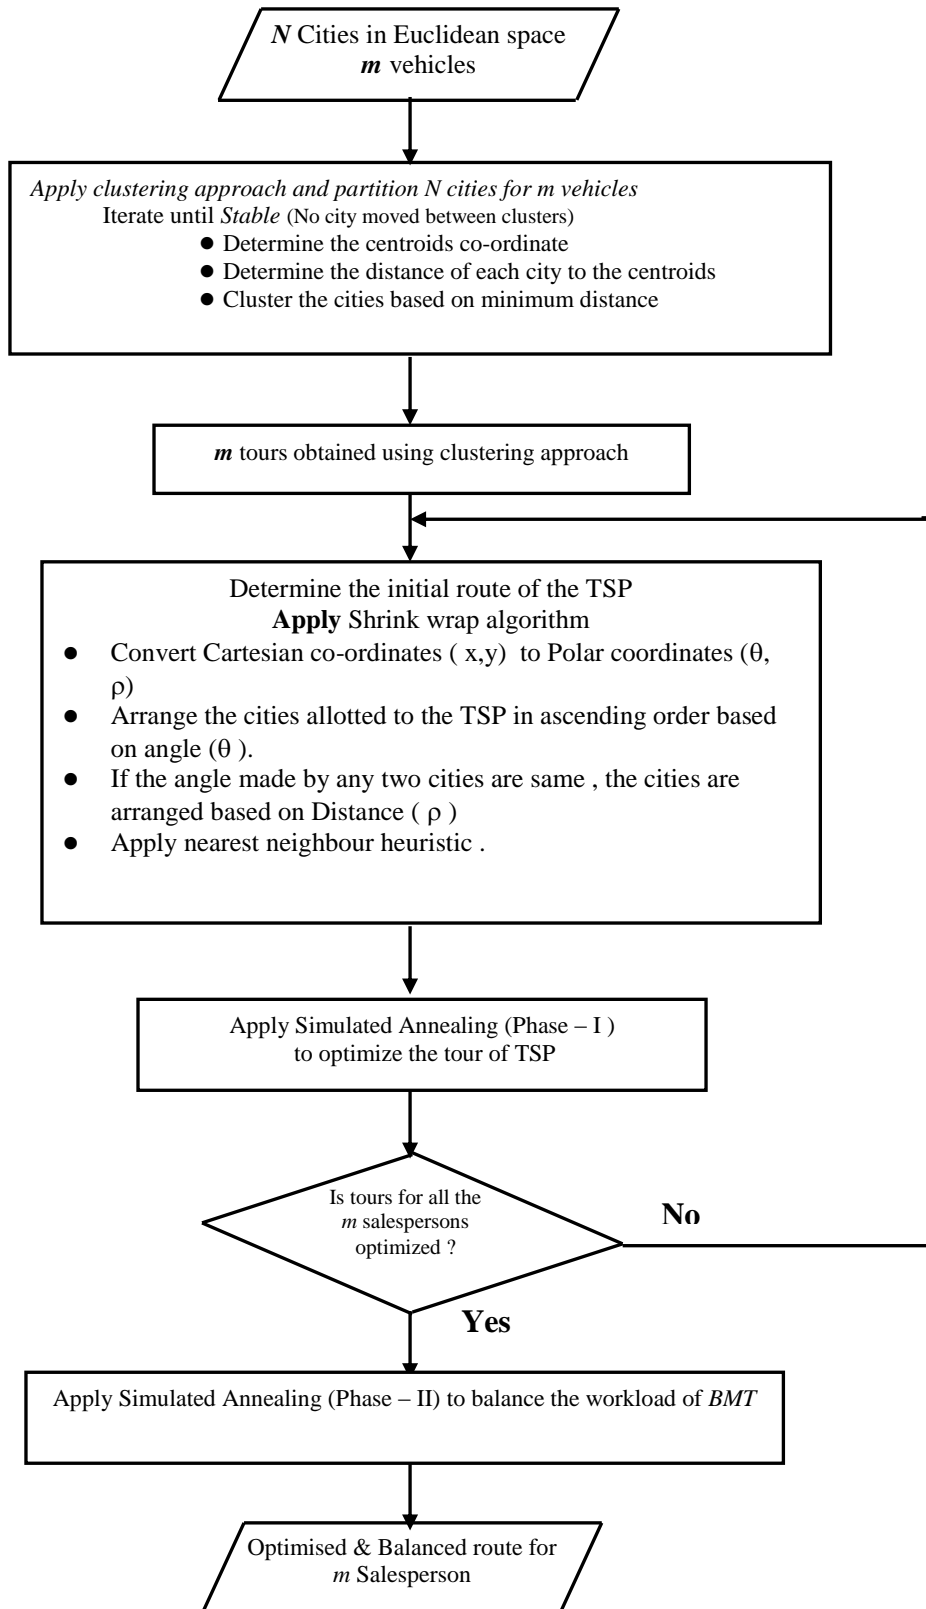 N Cities in Euclidean space
m vehicles
Apply clustering approach and partition N cities for m vehicles
Iterate until Stable (No city moved between clusters)
● Determine the centroids co-ordinate
● Determine the distance of each city to the centroids
● Cluster the cities based on minimum distance
m tours obtained using clustering approach
Determine the initial route of the TSP
Apply Shrink wrap algorithm
● Convert Cartesian co-ordinates ( x,y) to Polar coordinates (θ,
ρ)
● Arrange the cities allotted to the TSP in ascending order based
on angle (θ ).
● If the angle made by any two cities are same , the cities are
arranged based on Distance ( ρ )
● Apply nearest neighbour heuristic .
Apply Simulated Annealing (Phase – I )
to optimize the tour of TSP
Is tours for all the
m salespersons
optimized ?
No
Yes
Apply Simulated Annealing (Phase – II) to balance the workload of BMT
Optimised & Balanced route for
m Salesperson